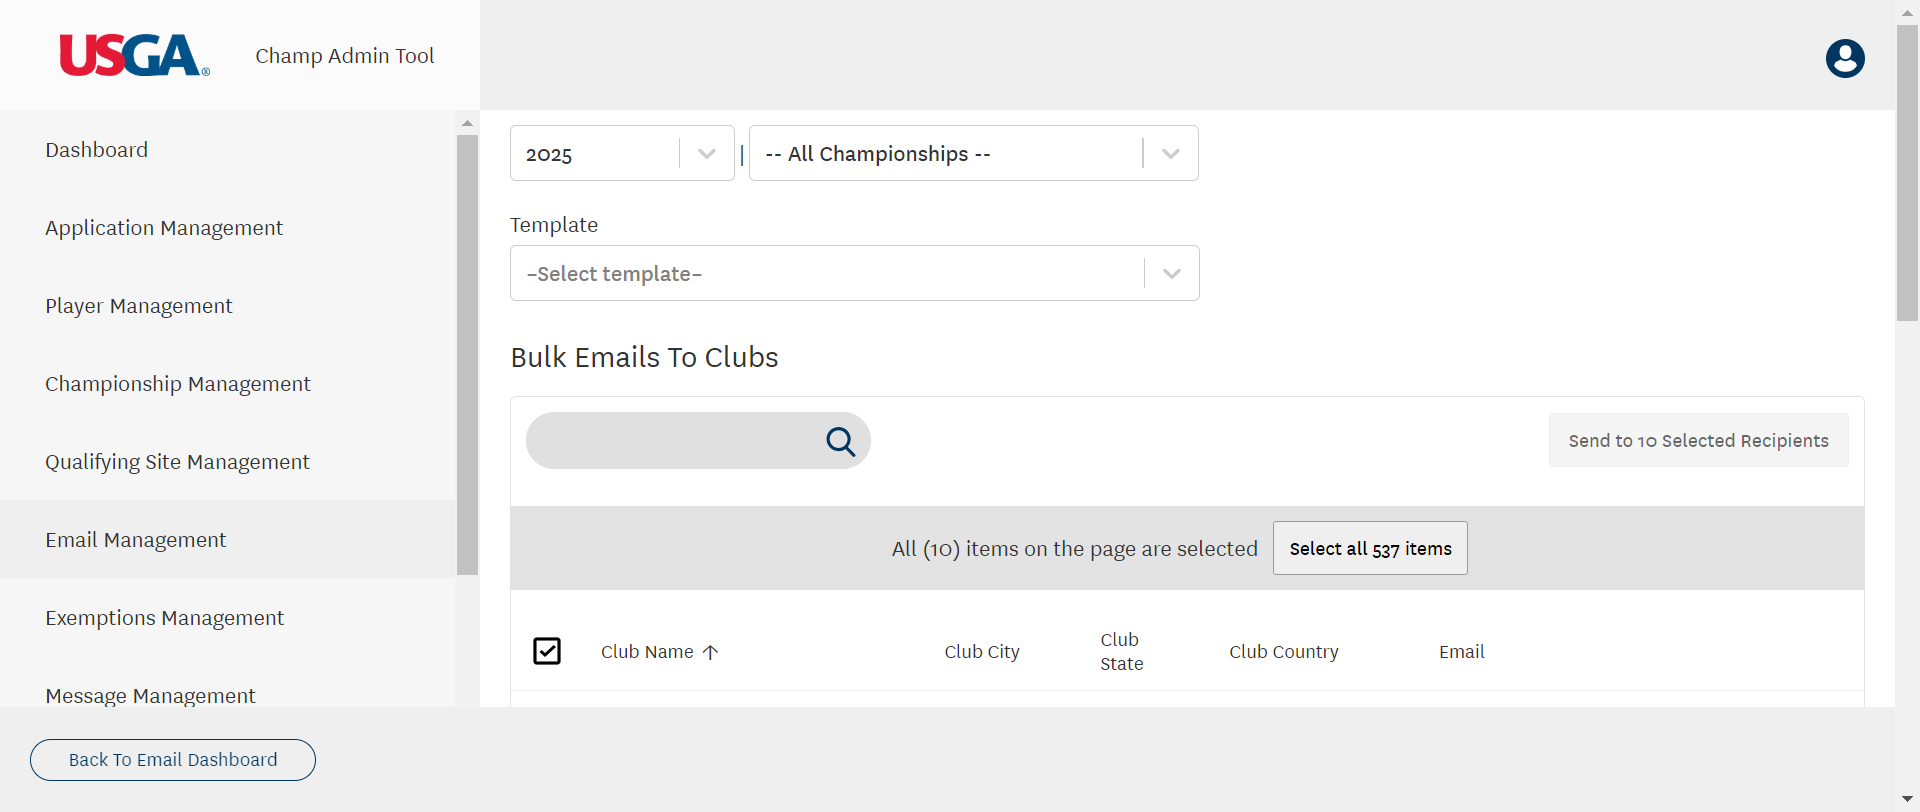 USGA®
Champ Admin Tool
Dashboard
Application Management
Player Management
Championship Management
Qualifying Site Management
Email Management
Exemptions Management
Message Management
Back To Email Dashboard
2025 | -- All Championships --
Template
–Select template–
Bulk Emails To Clubs
Send to 10 Selected Recipients
All (10) items on the page are selected Select all 537 items
Club Name ↑ Club City Club State Club Country Email